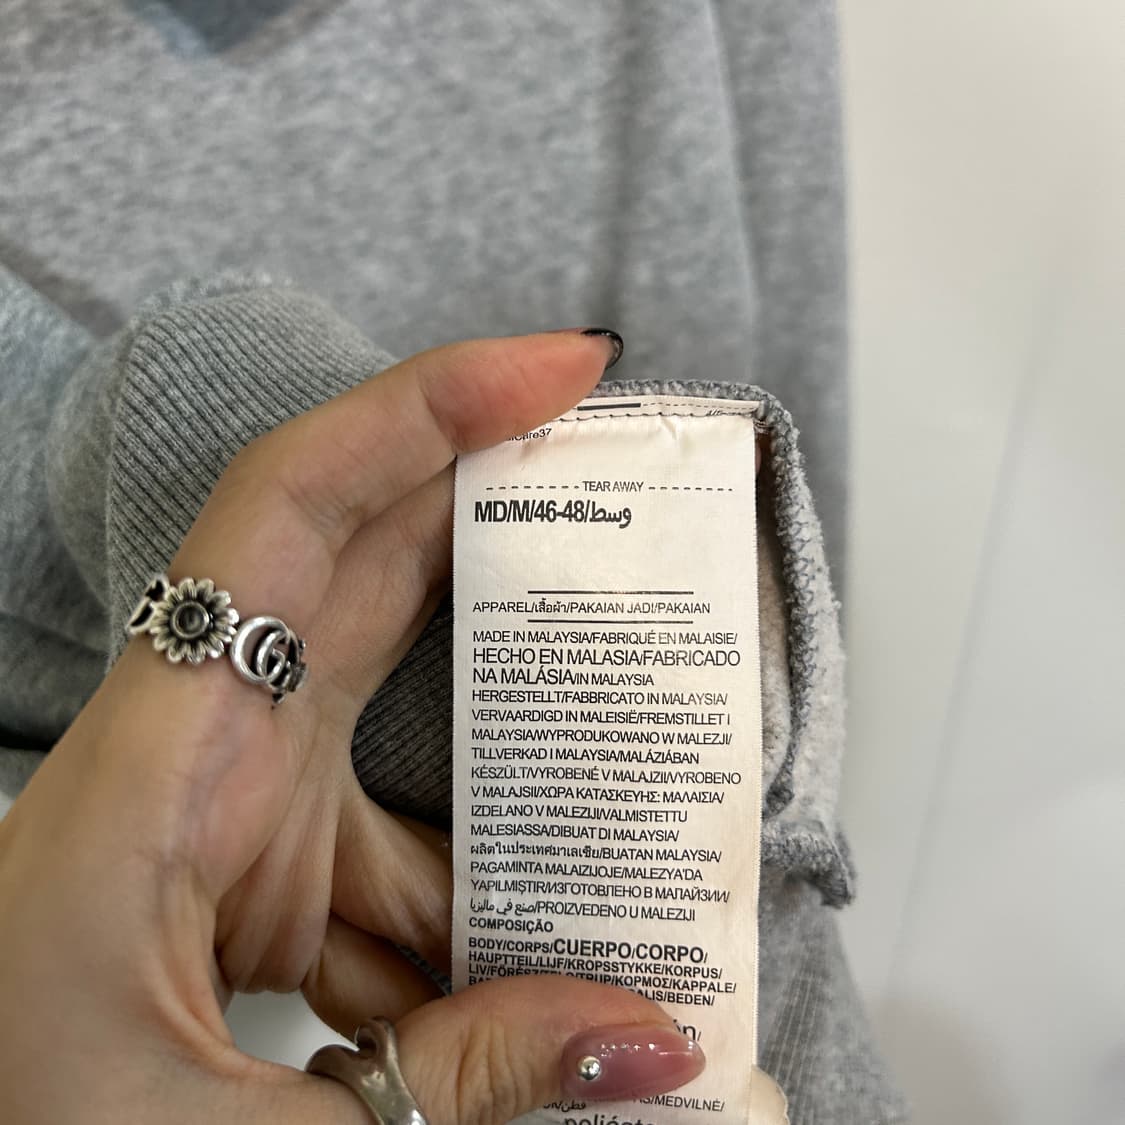 TEAR AWAY
MD/M/46-48/وسط
APPAREL/เสื้อผ้า/PAKAIAN JADI/PAKAIAN
MADE IN MALAYSIA/FABRIQUÉ EN MALAISIE/
HECHO EN MALASIA/FABRICADO
NA MALÁSIA/IN MALAYSIA
HERGESTELLT/FABBRICATO IN MALAYSIA/
VERVAARDIGD IN MALEISIË/FREMSTILLET I
MALAYSIA/WYPRODUKOWANO W MALEZJI/
TILLVERKAD I MALAYSIA/MALÁZIÁBAN
KÉSZÜLT/VYROBENÉ V MALAJZII/VYROBENO
V MALAJSII/ΧΩΡΑ ΚΑΤΑΣΚΕΥΗΣ: ΜΑΛΑΙΣΙΑ/
IZDELANO V MALEZIJI/VALMISTETTU
MALESIASSA/DIBUAT DI MALAYSIA/
ผลิตในประเทศมาเลเซีย/BUATAN MALAYSIA/
PAGAMINTA MALAIZIJOJE/MALEZYA'DA
YAPILMIŞTIR/ИЗГОТОВЛЕНО В МАЛАЙЗИИ/
صنع في ماليزيا/PROIZVEDENO U MALEZIJI
COMPOSIÇÃO
BODY/CORPS/CUERPO/CORPO/
HAUPTTEIL/LIJF/KROPSSTYKKE/KORPUS/
ΚΟΡΜΟΣ/KAPPALE/
BEDEN/
قطن
/MEDVILNĖ/